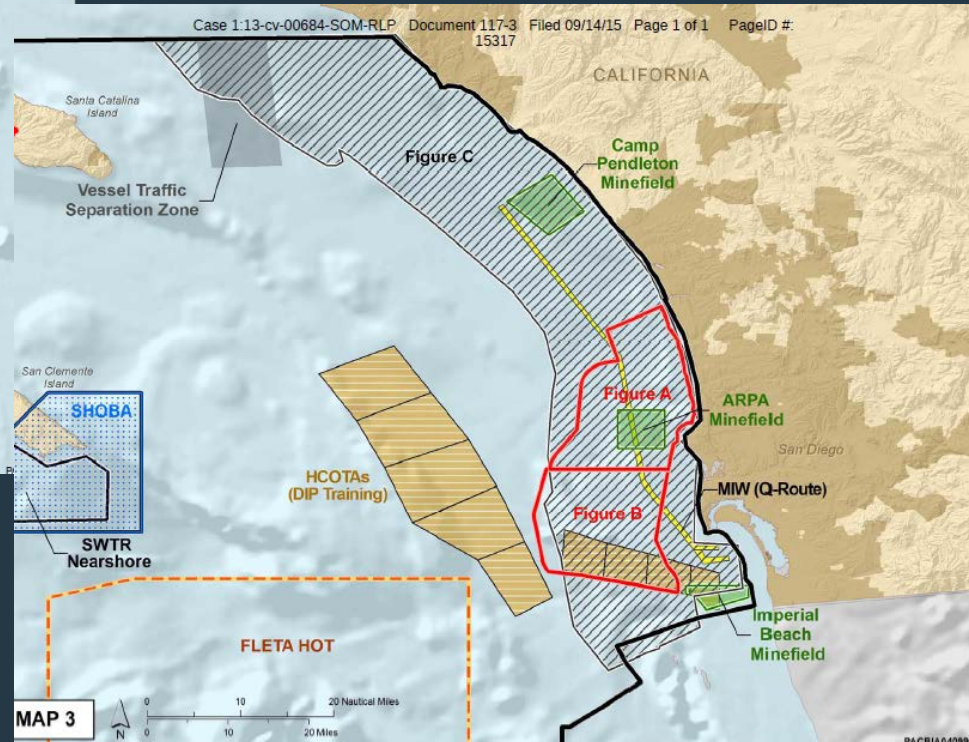 Case 1:13-cv-00684-SOM-RLP Document 117-3 Filed 09/14/15 Page 1 of 1 PageID #:
15317
CALIFORNIA
Santa Catalina
Island
Figure C
Camp
Pendleton
Minefield
Vessel Traffic
Separation Zone
San Clemente
Island
SHOBA
Figure A
ARPA
Minefield
San Diego
HCOTAs
(DIP Training)
MIW (Q-Route)
Figure B
SWTR
Nearshore
Imperial
Beach
Minefield
FLETA HOT
MAP 3
N
0 10 20 Nautical Miles
0 10 20 Miles